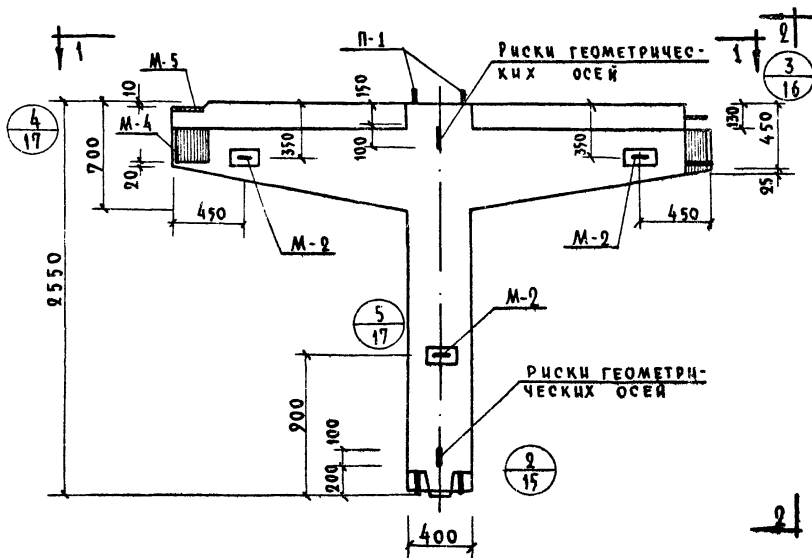 1
М-5
П-1
РИСКИ ГЕОМЕТРИЧЕС-
КИХ ОСЕЙ
1
2
3
16
4
17
10
150
М-4
350
100
350
130
450
700
20
25
450
450
М-2
М-2
2550
5
17
М-2
РИСКИ ГЕОМЕТРИ-
ЧЕСКИХ ОСЕЙ
900
100
200
2
15
400
2